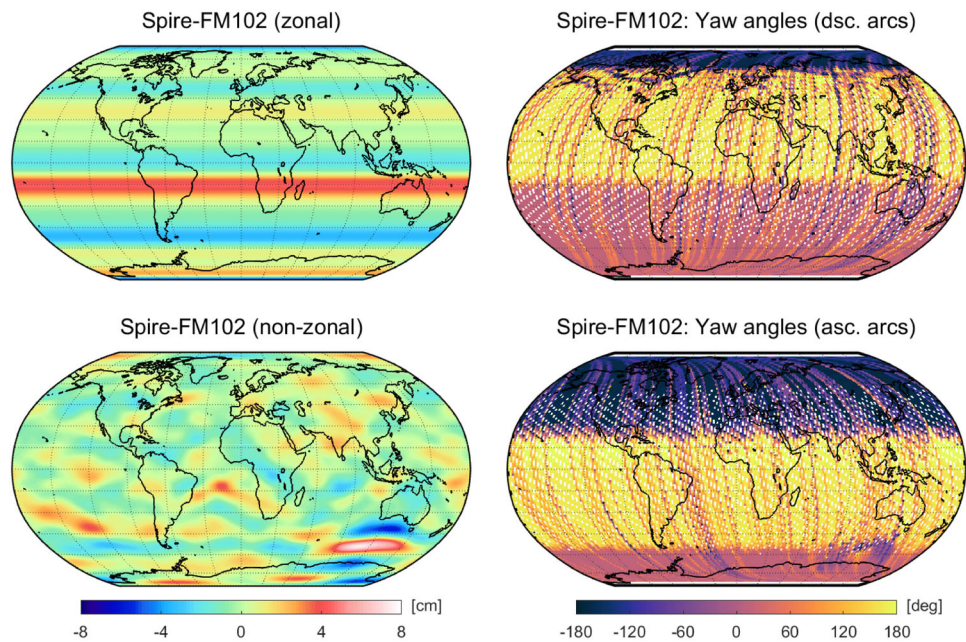 Spire-FM102 (zonal)
Spire-FM102: Yaw angles (dsc. arcs)
Spire-FM102 (non-zonal)
Spire-FM102: Yaw angles (asc. arcs)
[cm]
-8 -4 0 4 8
[deg]
-180 -120 -60 0 60 120 180